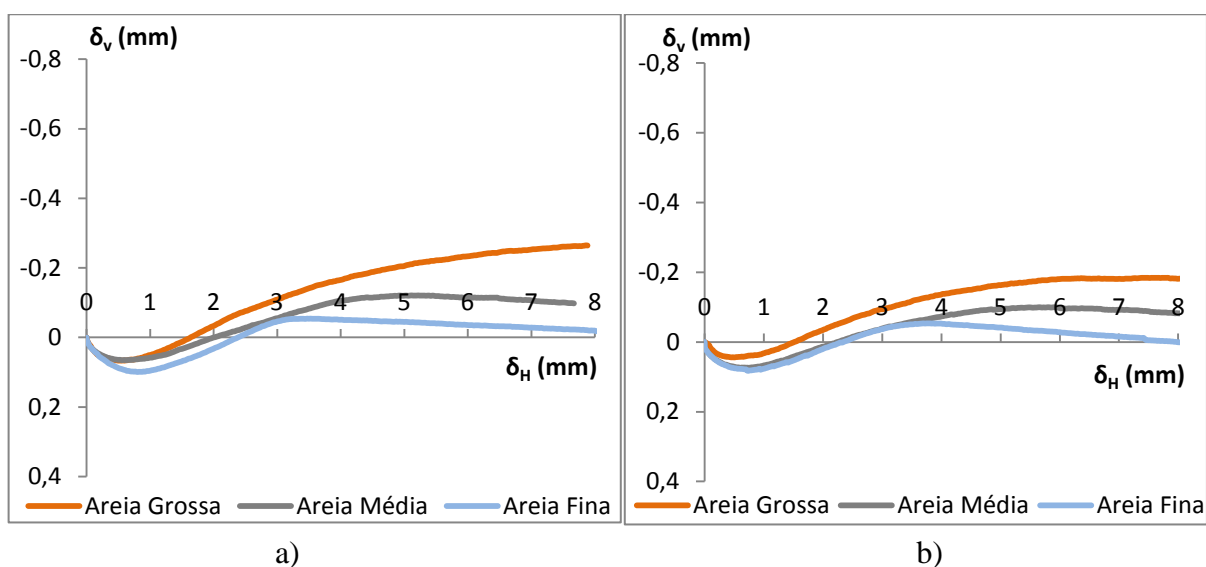 δv (mm)
-0,8
-0,6
-0,4
-0,2
0 1 2 3 4 5 6 7 8
0
δH (mm)
0,2
0,4
Areia Grossa Areia Média Areia Fina
a)
δv (mm)
-0,8
-0,6
-0,4
-0,2
0 1 2 3 4 5 6 7 8
0
δH (mm)
0,2
0,4
Areia Grossa Areia Média Areia Fina
b)